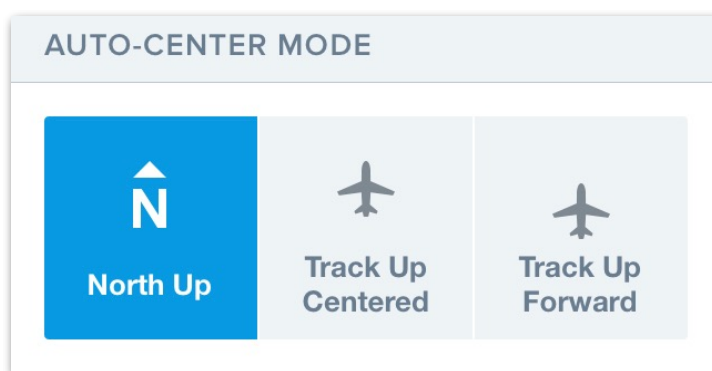 AUTO-CENTER MODE
N
North Up
Track Up
Centered
Track Up
Forward